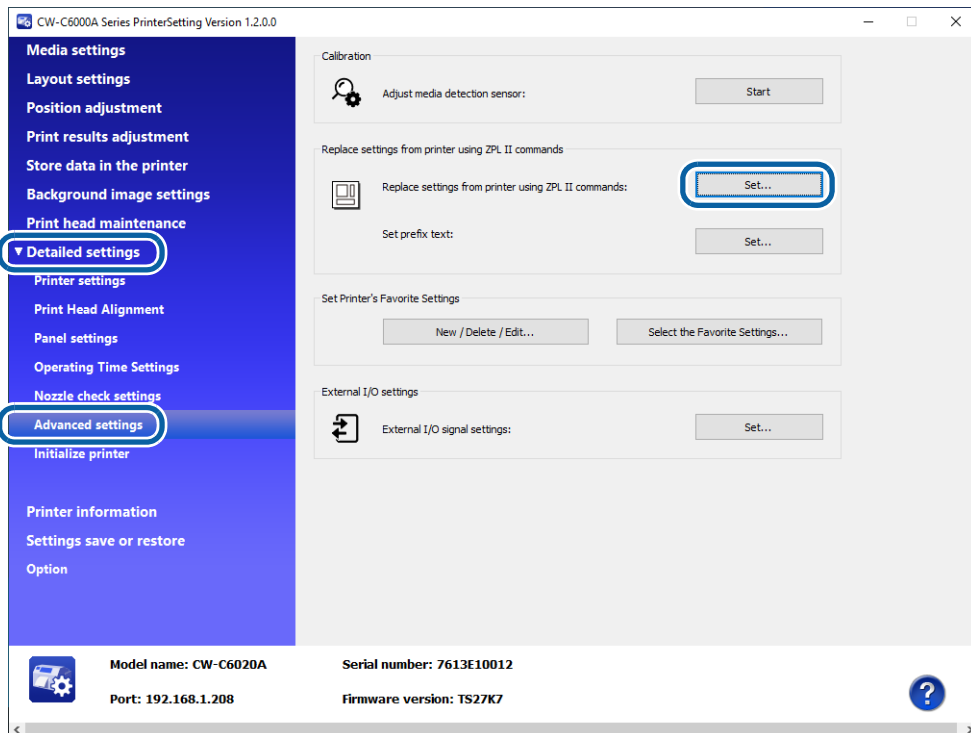 CW-C6000A Series PrinterSetting Version 1.2.0.0
Media settings
Layout settings
Position adjustment
Print results adjustment
Store data in the printer
Background image settings
Print head maintenance
▼ Detailed settings
Printer settings
Print Head Alignment
Panel settings
Operating Time Settings
Nozzle check settings
Advanced settings
Initialize printer
Printer information
Settings save or restore
Option
Calibration
Adjust media detection sensor:
Start
Replace settings from printer using ZPL II commands
Replace settings from printer using ZPL II commands:
Set...
Set prefix text:
Set...
Set Printer's Favorite Settings
New / Delete / Edit...
Select the Favorite Settings...
External I/O settings
External I/O signal settings:
Set...
Model name: CW-C6020A
Serial number: 7613E10012
Port: 192.168.1.208
Firmware version: TS27K7
?